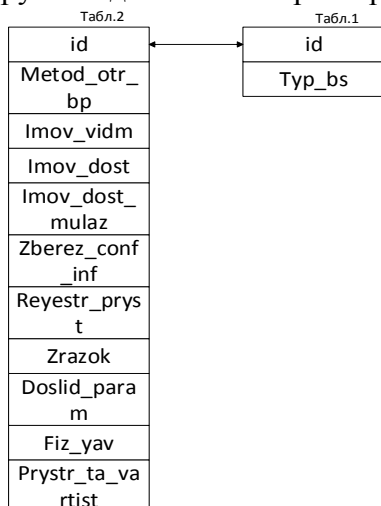 Табл.2
id
Metod_otr_
bp
Imov_vidm
Imov_dost
Imov_dost_
mulaz
Zberez_conf
_inf
Reyestr_prys
t
Zrazok
Doslid_para
m
Fiz_yav
Prystr_ta_va
rtist
Табл.1
id
Typ_bs